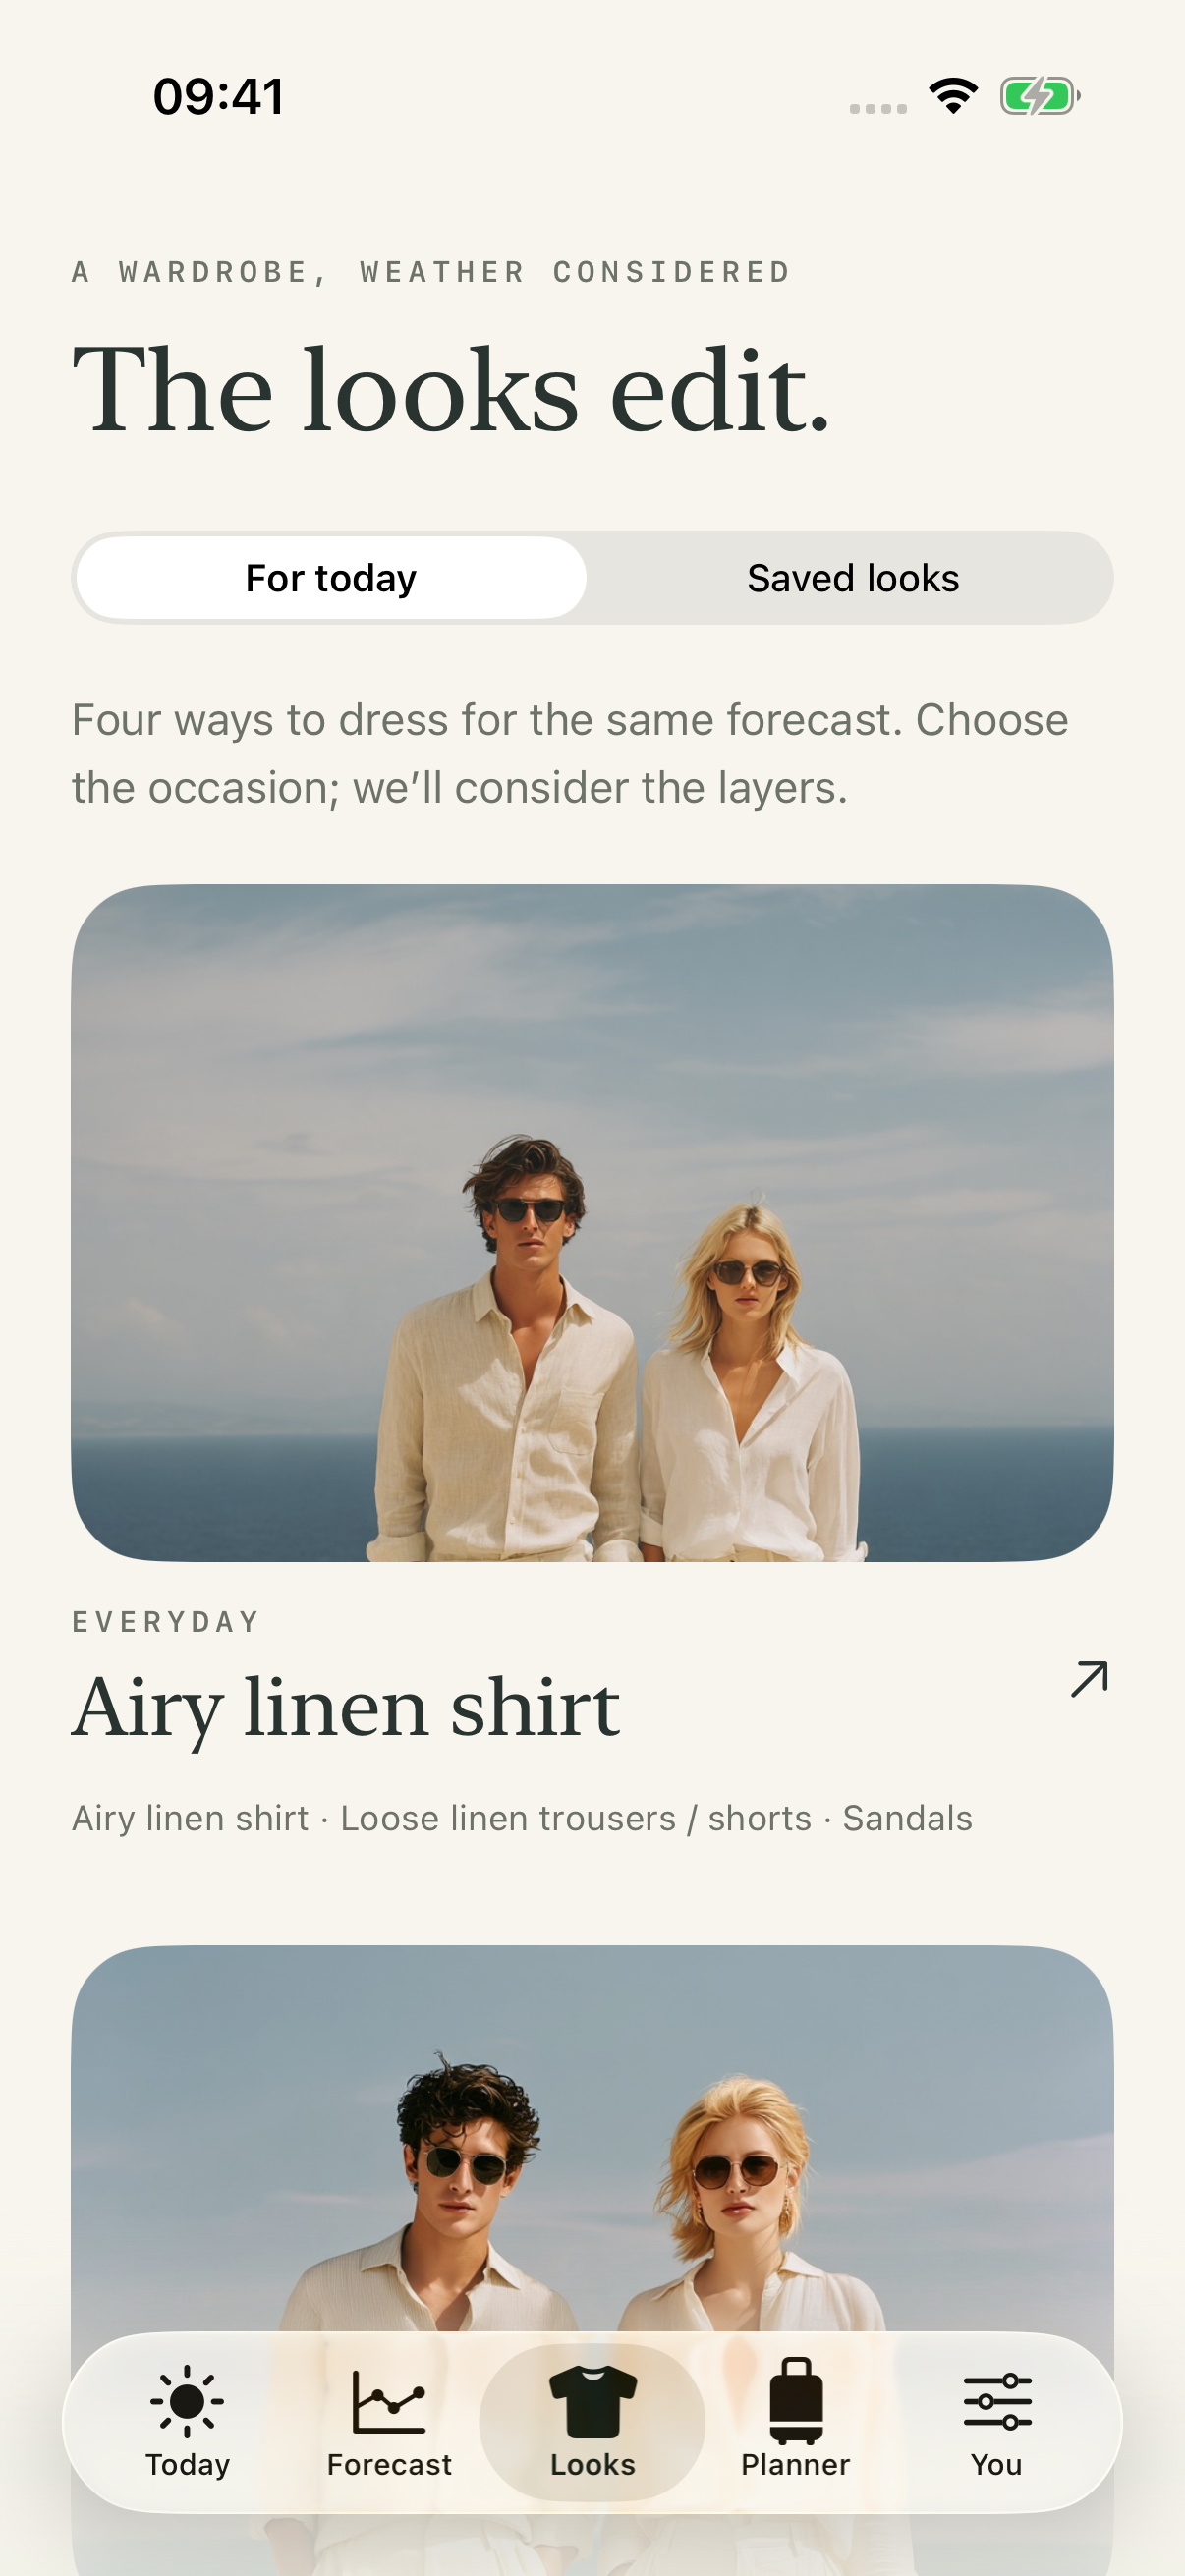 09:41
A WARDROBE, WEATHER CONSIDERED
The looks edit.
For today
Saved looks
Four ways to dress for the same forecast. Choose
the occasion; we’ll consider the layers.
EVERYDAY
Airy linen shirt
Airy linen shirt · Loose linen trousers / shorts · Sandals
Today
Forecast
Looks
Planner
You